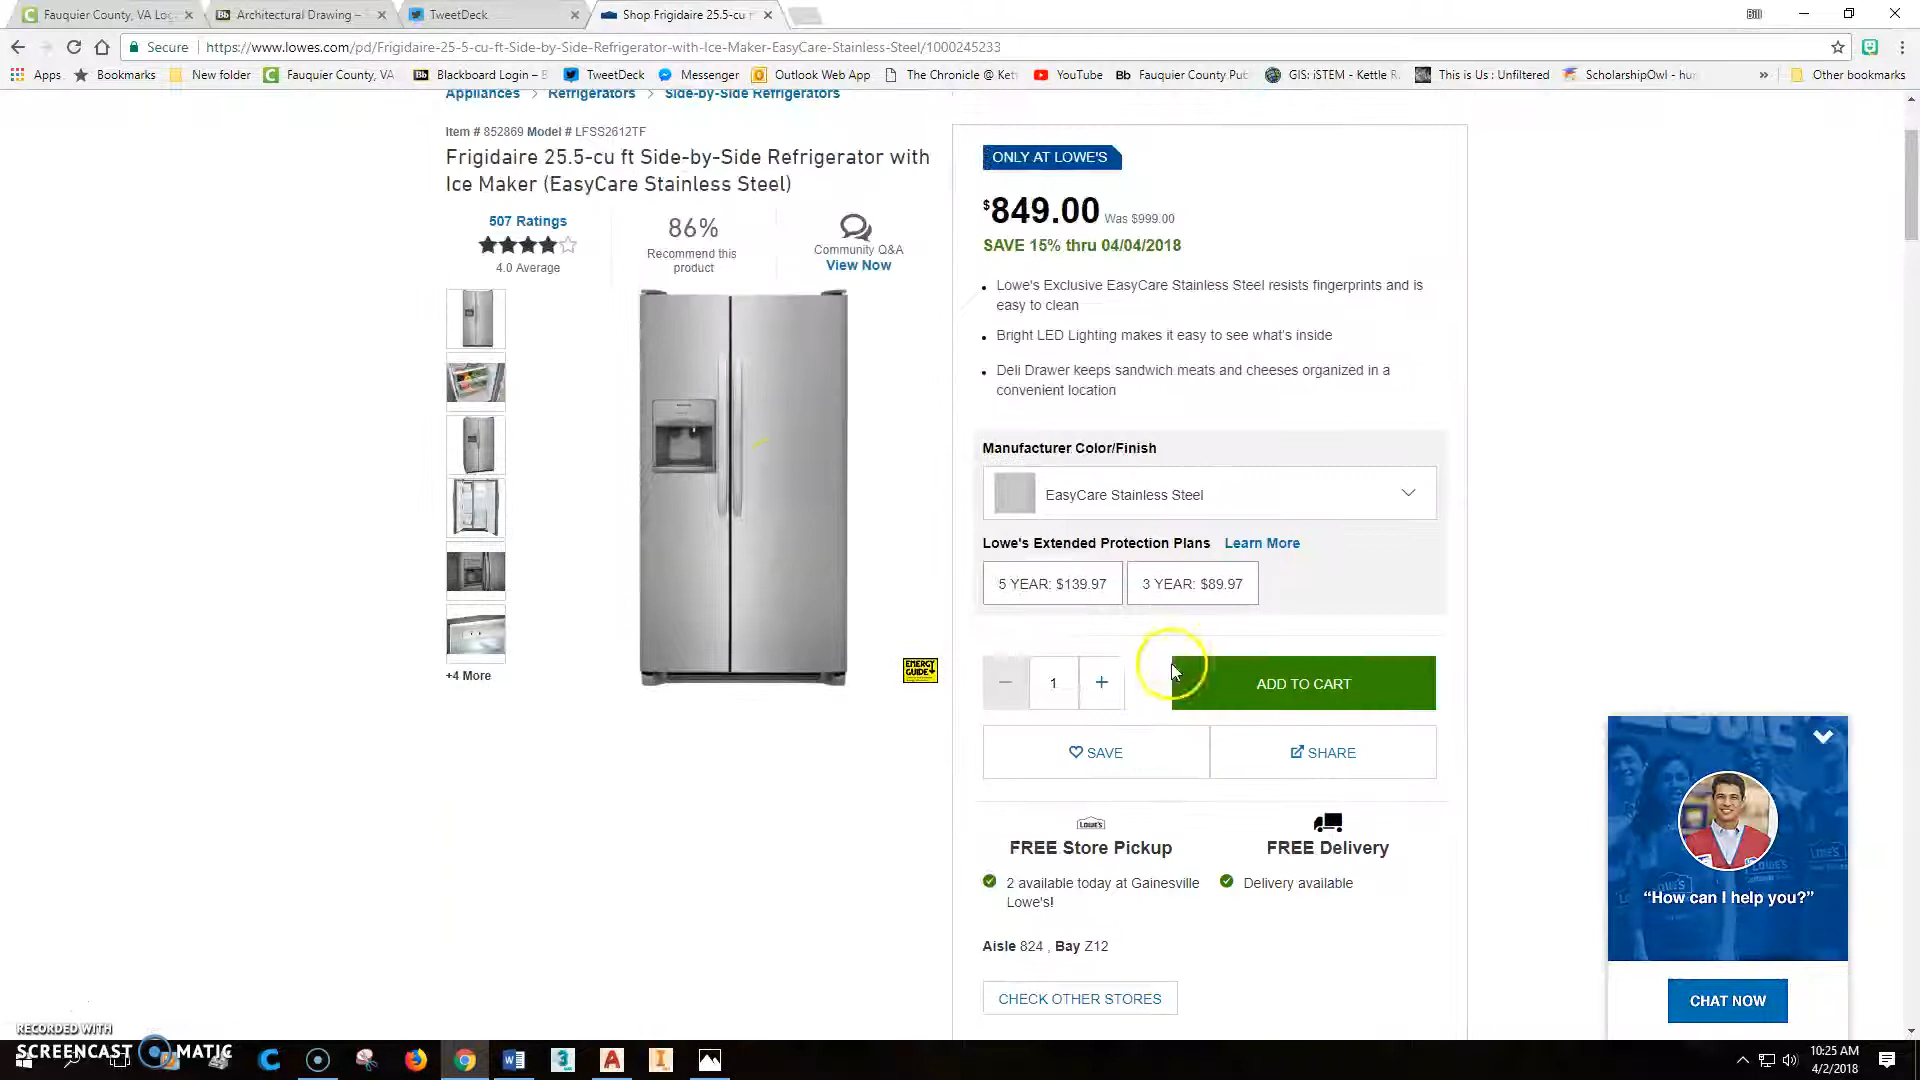 Fauquier County, VA Log
Architectural Drawing –
TweetDeck
Shop Frigidaire 25.5-cu f
Bill
Secure
https://www.lowes.com/pd/Frigidaire-25-5-cu-ft-Side-by-Side-Refrigerator-with-Ice-Maker-EasyCare-Stainless-Steel/1000245233
Apps
Bookmarks
New folder
Fauquier County, VA
Blackboard Login – B
TweetDeck
Messenger
Outlook Web App
The Chronicle @ Kett
YouTube
Fauquier County Pub
GIS: iSTEM - Kettle R
This is Us : Unfiltered
ScholarshipOwl - hun
»
Other bookmarks
Appliances > Refrigerators > Side-by-Side Refrigerators
Item # 852869 Model # LFSS2612TF
Frigidaire 25.5-cu ft Side-by-Side Refrigerator with
Ice Maker (EasyCare Stainless Steel)
507 Ratings
4.0 Average
86%
Recommend this
product
Community Q&A
View Now
+4 More
ENERGY
GUIDE
ONLY AT LOWE'S
$849.00 Was $999.00
SAVE 15% thru 04/04/2018
• Lowe's Exclusive EasyCare Stainless Steel resists fingerprints and is
easy to clean
• Bright LED Lighting makes it easy to see what's inside
• Deli Drawer keeps sandwich meats and cheeses organized in a
convenient location
Manufacturer Color/Finish
EasyCare Stainless Steel
Lowe's Extended Protection Plans Learn More
5 YEAR: $139.97
3 YEAR: $89.97
− 1 +
ADD TO CART
SAVE
SHARE
LOWE'S
FREE Store Pickup
2 available today at Gainesville
Lowe's!
FREE Delivery
Delivery available
Aisle 824 , Bay Z12
CHECK OTHER STORES
“How can I help you?”
CHAT NOW
RECORDED WITH
SCREENCAST MATIC
10:25 AM
4/2/2018